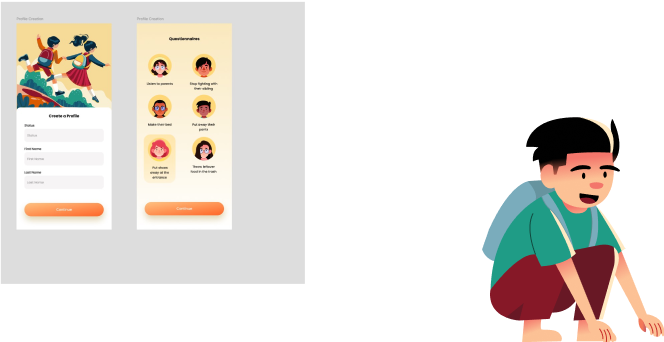 Profile Creation
Profile Creation
Create a Profile
Status
Status
First Name
First Name
Last Name
Last Name
Continue
Questionnaires
Listen to parents
Stop fighting with
their sibling
Make their bed
Put away their
pants
Put shoes
away at the
entrance
Throw leftover
food in the trash
Continue